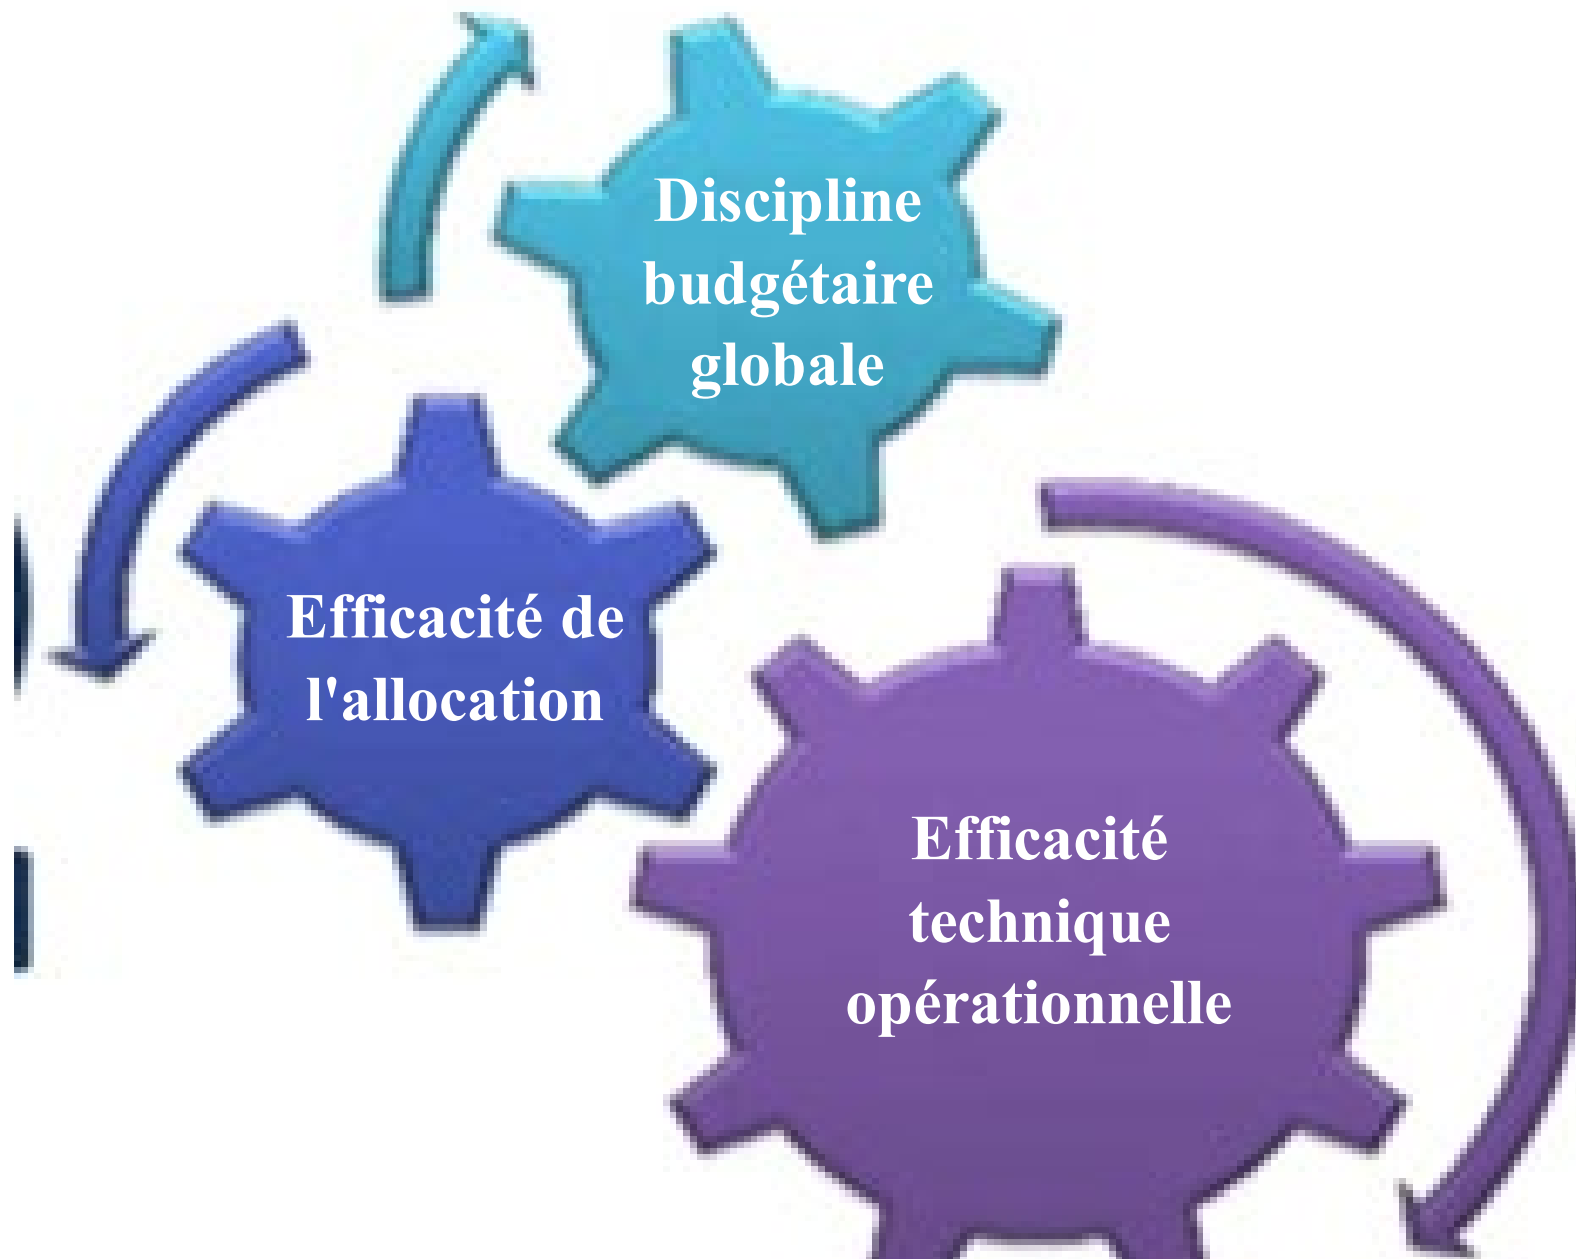 Discipline
budgétaire
globale
Efficacité de
l'allocation
Efficacité
technique
opérationnelle